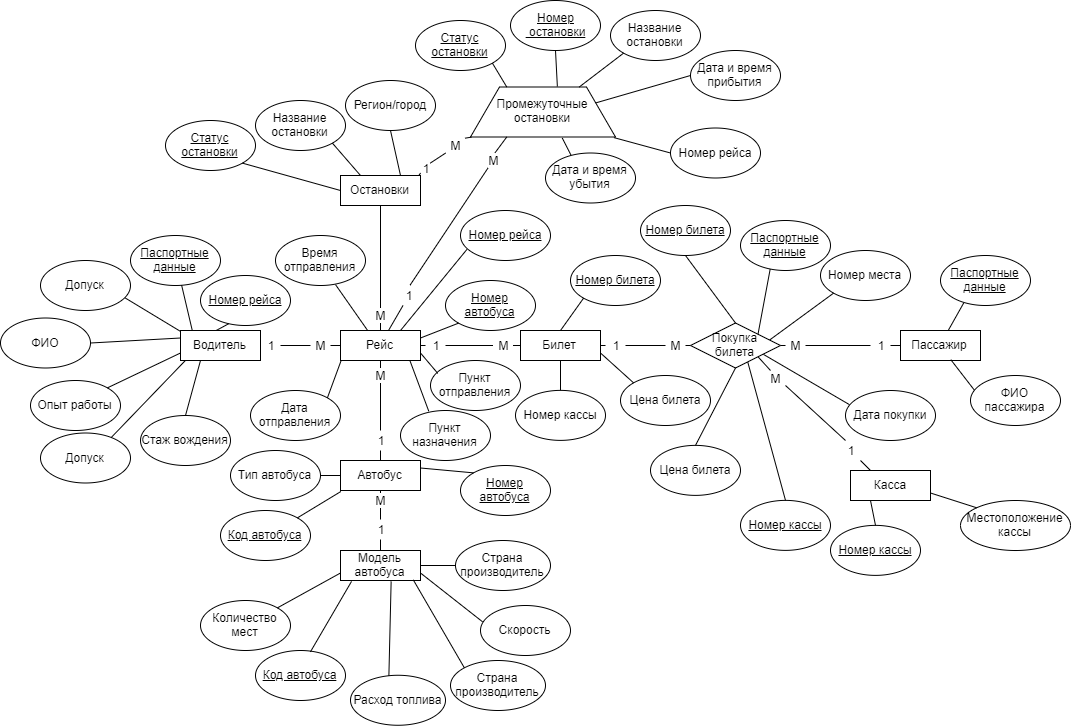 Номер
остановки
Статус
остановки
Название
остановки
Дата и время
прибытия
Регион/город
Промежуточные
остановки
Название
остановки
Статус
остановки
М
1
М
Номер рейса
Дата и время
убытия
Остановки
Номер билета
Номер рейса
Паспортные
данные
Паспортные
данные
Время
отправления
Номер билета
Номер места
Паспортные
данные
Допуск
Номер рейса
1
Номер
автобуса
М
ФИО
Водитель
1
М
Рейс
1
М
Билет
1
М
Покупка
билета
М
1
Пассажир
М
М
Пункт
отправления
Опыт работы
Дата
отправления
Номер кассы
Цена билета
Дата покупки
ФИО
пассажира
Стаж вождения
1
Пункт
назначения
1
Допуск
Тип автобуса
Автобус
Номер
автобуса
Цена билета
Касса
М
Код автобуса
1
Номер кассы
Номер кассы
Местоположение
кассы
Модель
автобуса
Страна
производитель
Количество
мест
Скорость
Код автобуса
Расход топлива
Страна
производитель